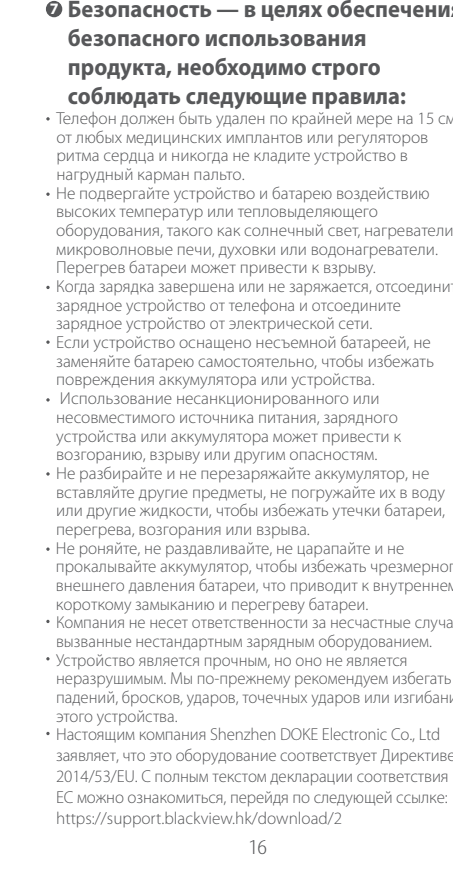 ❼ Безопасность — в целях обеспечения
безопасного использования
продукта, необходимо строго
соблюдать следующие правила:
• Телефон должен быть удален по крайней мере на 15 см
от любых медицинских имплантов или регуляторов
ритма сердца и никогда не кладите устройство в
нагрудный карман пальто.
• Не подвергайте устройство и батарею воздействию
высоких температур или тепловыделяющего
оборудования, такого как солнечный свет, нагреватели
микроволновые печи, духовки или водонагреватели.
Перегрев батареи может привести к взрыву.
• Когда зарядка завершена или не заряжается, отсоединит
зарядное устройство от телефона и отсоедините
зарядное устройство от электрической сети.
• Если устройство оснащено несъемной батареей, не
заменяйте батарею самостоятельно, чтобы избежать
повреждения аккумулятора или устройства.
• Использование несанкционированного или
несовместимого источника питания, зарядного
устройства или аккумулятора может привести к
возгоранию, взрыву или другим опасностям.
• Не разбирайте и не перезаряжайте аккумулятор, не
вставляйте другие предметы, не погружайте их в воду
или другие жидкости, чтобы избежать утечки батареи,
перегрева, возгорания или взрыва.
• Не роняйте, не раздавливайте, не царапайте и не
прокалывайте аккумулятор, чтобы избежать чрезмерног
внешнего давления батареи, что приводит к внутреннем
короткому замыканию и перегреву батареи.
• Компания не несет ответственности за несчастные случа
вызванные нестандартным зарядным оборудованием.
• Устройство является прочным, но оно не является
неразрушимым. Мы по-прежнему рекомендуем избегать
падений, бросков, ударов, точечных ударов или изгибани
этого устройства.
• Настоящим компания Shenzhen DOKE Electronic Co., Ltd
заявляет, что это оборудование соответствует Директиве
2014/53/EU. С полным текстом декларации соответствия
ЕС можно ознакомиться, перейдя по следующей ссылке:
https://support.blackview.hk/download/2
16